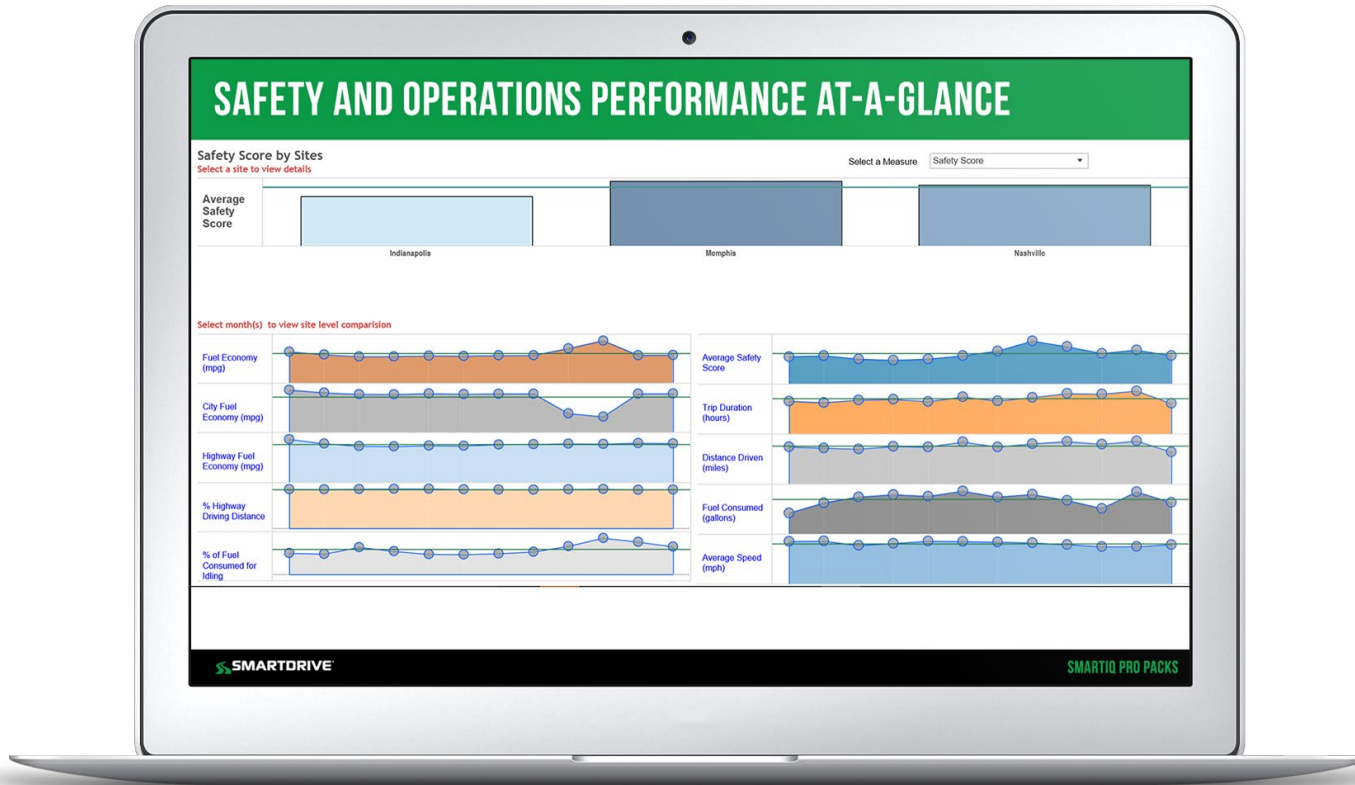 SAFETY AND OPERATIONS PERFORMANCE AT-A-GLANCE
Safety Score by Sites
Select a site to view details
Select a Measure
Safety Score
Average
Safety
Score
Indianapolis
Memphis
Nashville
Select month(s) to view site level comparision
Fuel Economy
(mpg)
City Fuel
Economy (mpg)
Highway Fuel
Economy (mpg)
% Highway
Driving Distance
% of Fuel
Consumed for
Idling
Average Safety
Score
Trip Duration
(hours)
Distance Driven
(miles)
Fuel Consumed
(gallons)
Average Speed
(mph)
SMARTDRIVE
SMARTIQ PRO PACKS